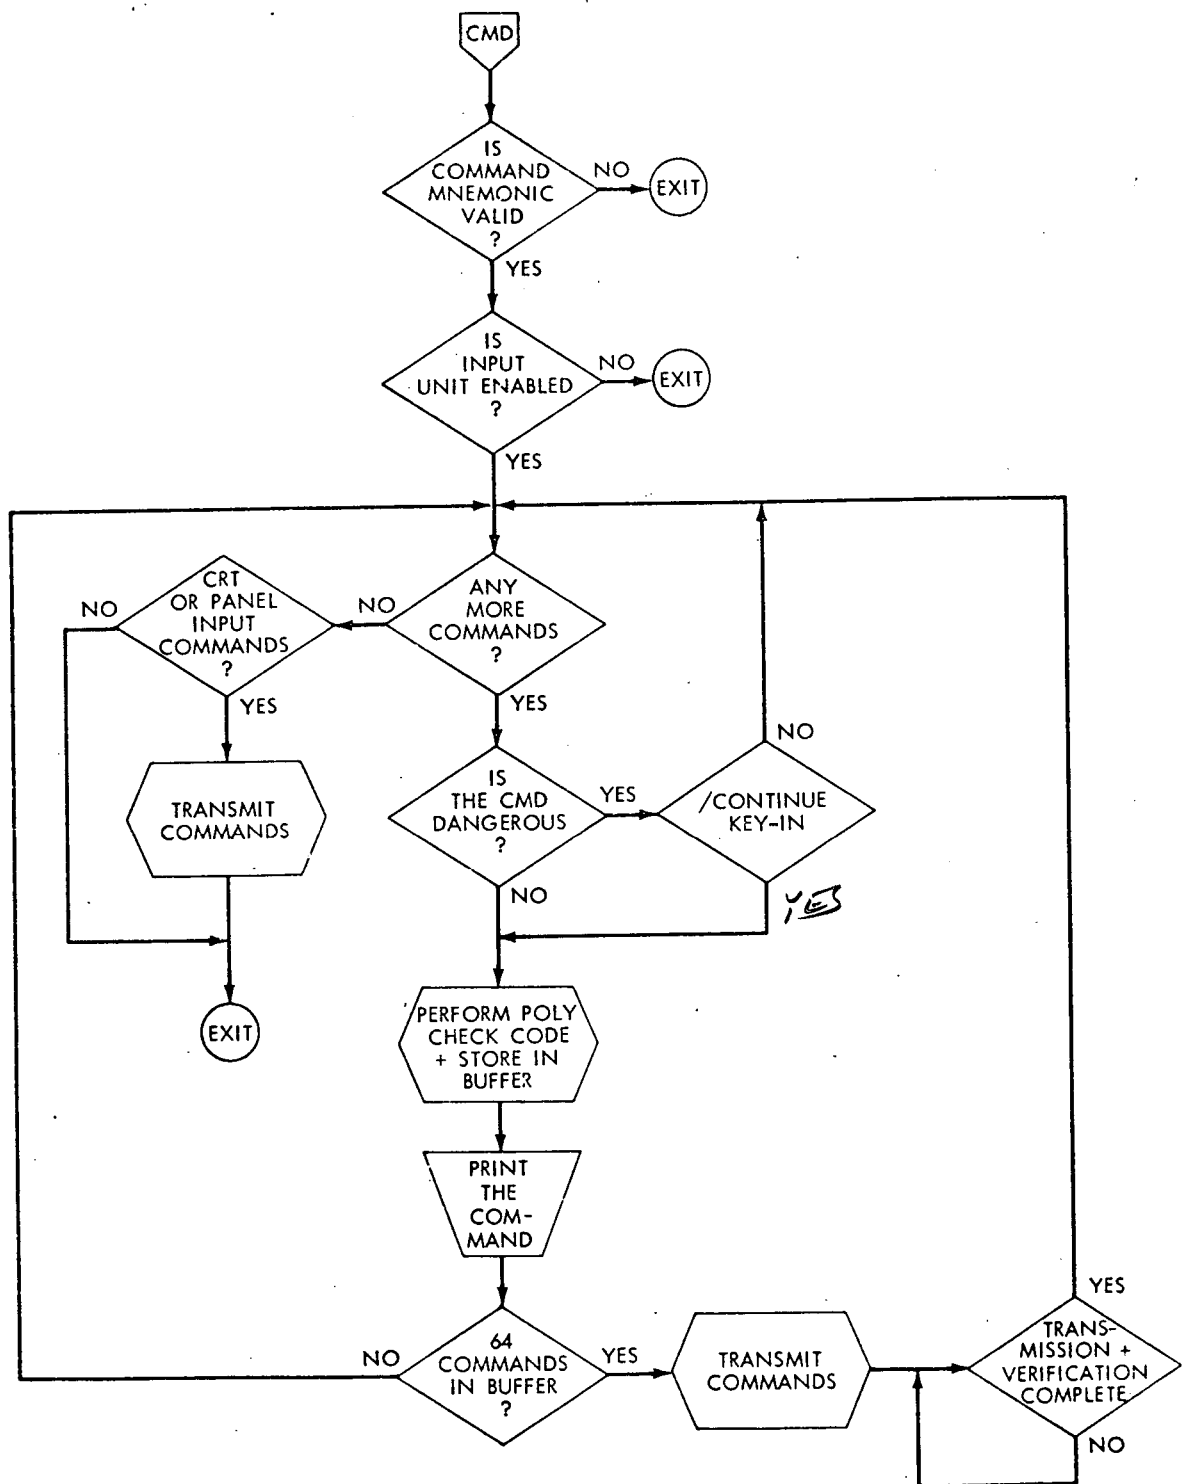 CMD
IS
COMMAND
MNEMONIC
VALID
?
NO
EXIT
YES
IS
INPUT
UNIT ENABLED
?
NO
EXIT
YES
CRT
OR PANEL
INPUT
COMMANDS
?
NO
YES
ANY
MORE
COMMANDS
?
NO
YES
TRANSMIT
COMMANDS
EXIT
IS
THE CMD
DANGEROUS
?
YES
NO
/CONTINUE
KEY-IN
NO
YES
PERFORM POLY
CHECK CODE
+ STORE IN
BUFFER
PRINT
THE
COM-
MAND
64
COMMANDS
IN BUFFER
?
NO
YES
TRANSMIT
COMMANDS
TRANS-
MISSION +
VERIFICATION
COMPLETE
YES
NO